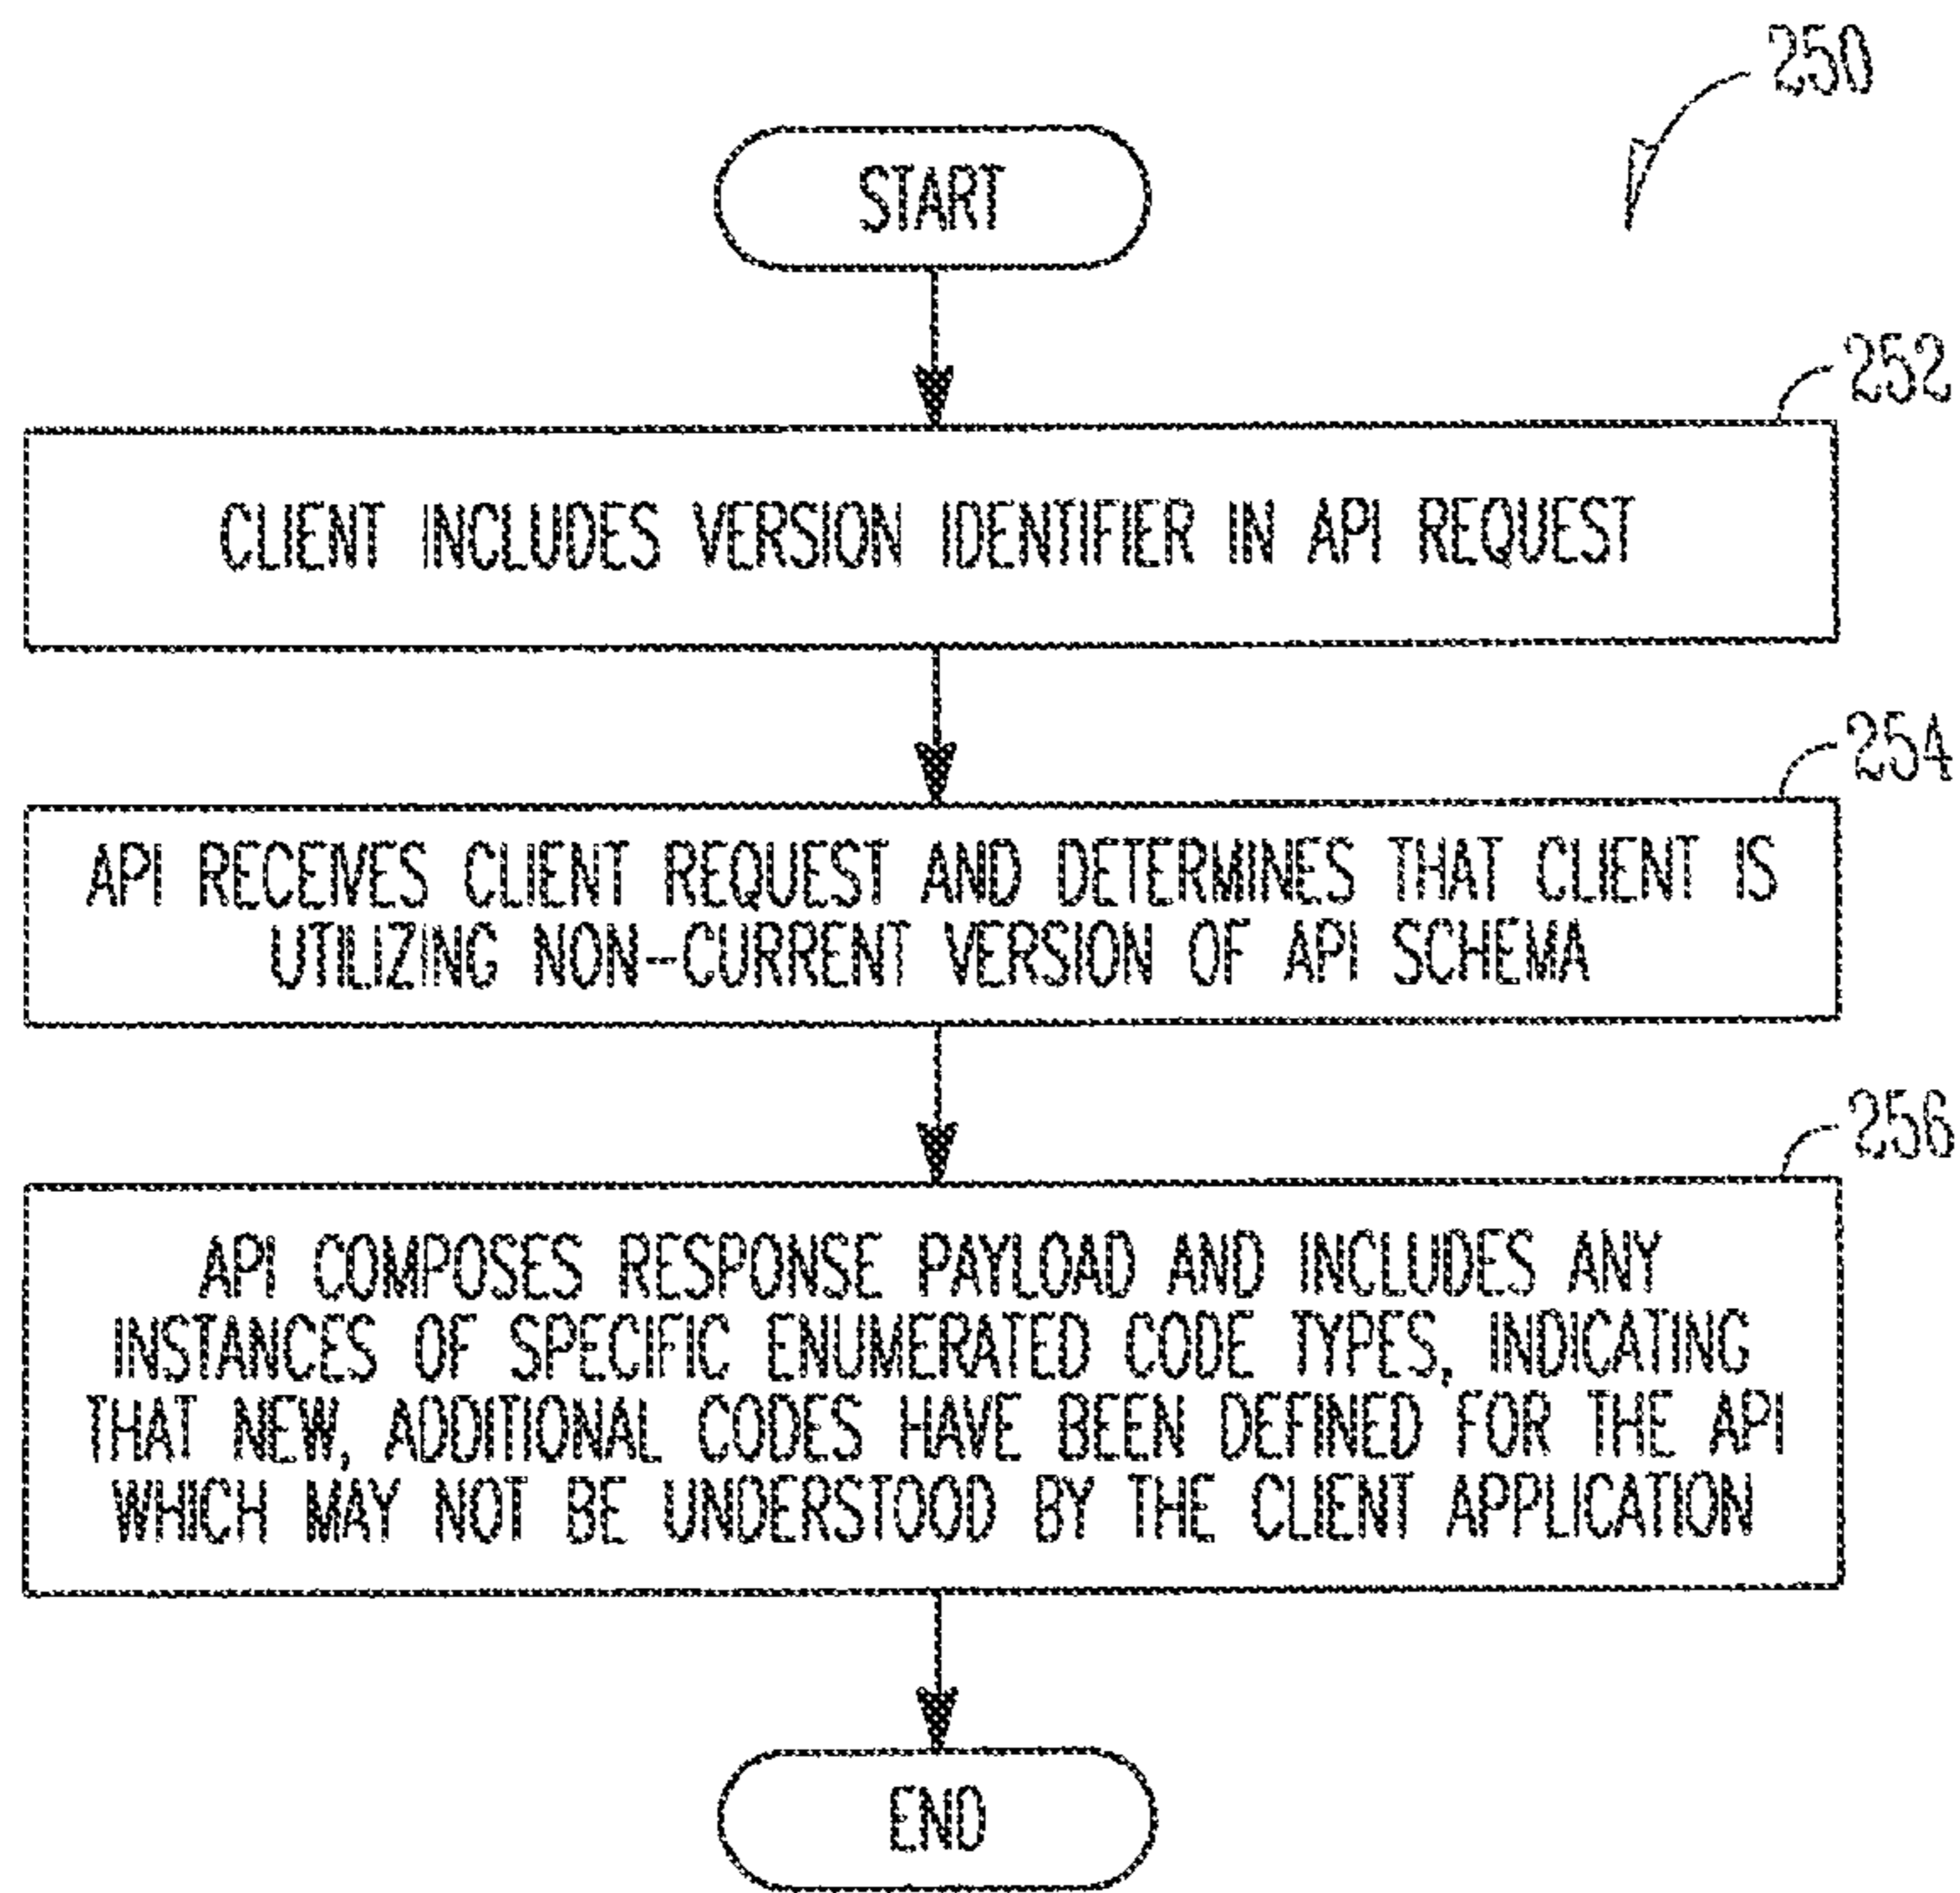 250
START
252
CLIENT INCLUDES VERSION IDENTIFIER IN API REQUEST
254
API RECEIVES CLIENT REQUEST AND DETERMINES THAT CLIENT IS
UTILIZING NON-CURRENT VERSION OF API SCHEMA
256
API COMPOSES RESPONSE PAYLOAD AND INCLUDES ANY
INSTANCES OF SPECIFIC ENUMERATED CODE TYPES, INDICATING
THAT NEW, ADDITIONAL CODES HAVE BEEN DEFINED FOR THE API
WHICH MAY NOT BE UNDERSTOOD BY THE CLIENT APPLICATION
END